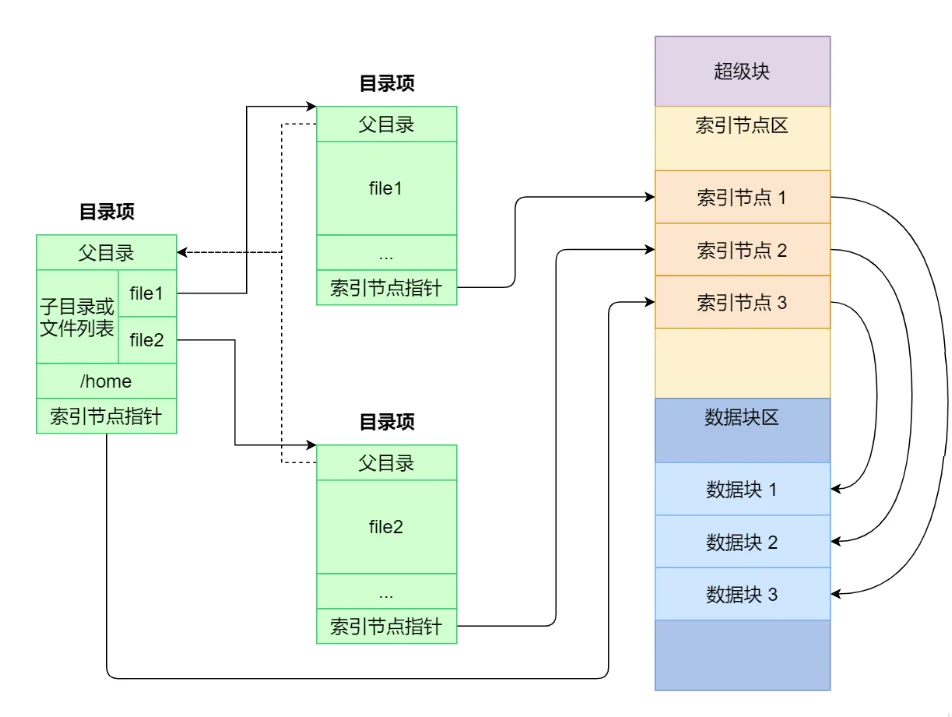 目录项
父目录
子目录或
文件列表
file1
file2
/home
索引节点指针
目录项
父目录
file1
...
索引节点指针
目录项
父目录
file2
...
索引节点指针
超级块
索引节点区
索引节点 1
索引节点 2
索引节点 3
数据块区
数据块 1
数据块 2
数据块 3